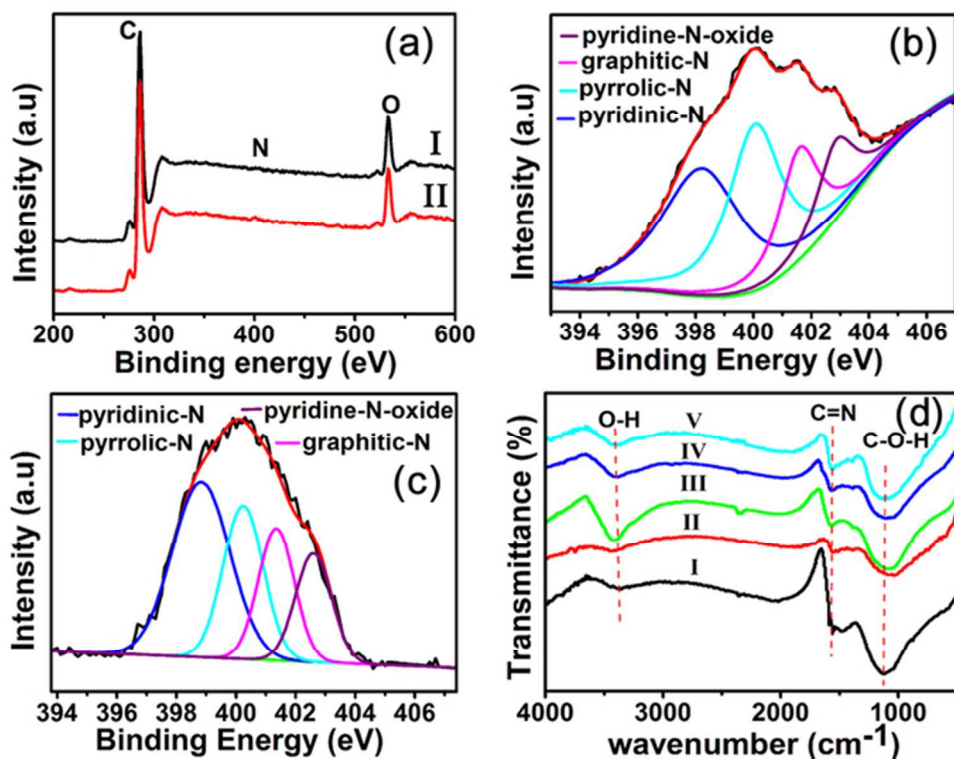 (a)
C
N
O
I
II
Intensity (a.u)
200 300 400 500 600
Binding energy (eV)
(b)
pyridine-N-oxide
graphitic-N
pyrrolic-N
pyridinic-N
Intensity (a.u)
394 396 398 400 402 404 406
Binding Energy (eV)
pyridinic-N pyridine-N-oxide
pyrrolic-N graphitic-N
(c)
Intensity (a.u)
394 396 398 400 402 404 406
Binding Energy (eV)
(d)
O-H
C=N
C-O-H
V
IV
III
II
I
Transmittance (%)
4000 3000 2000 1000
wavenumber (cm-1)